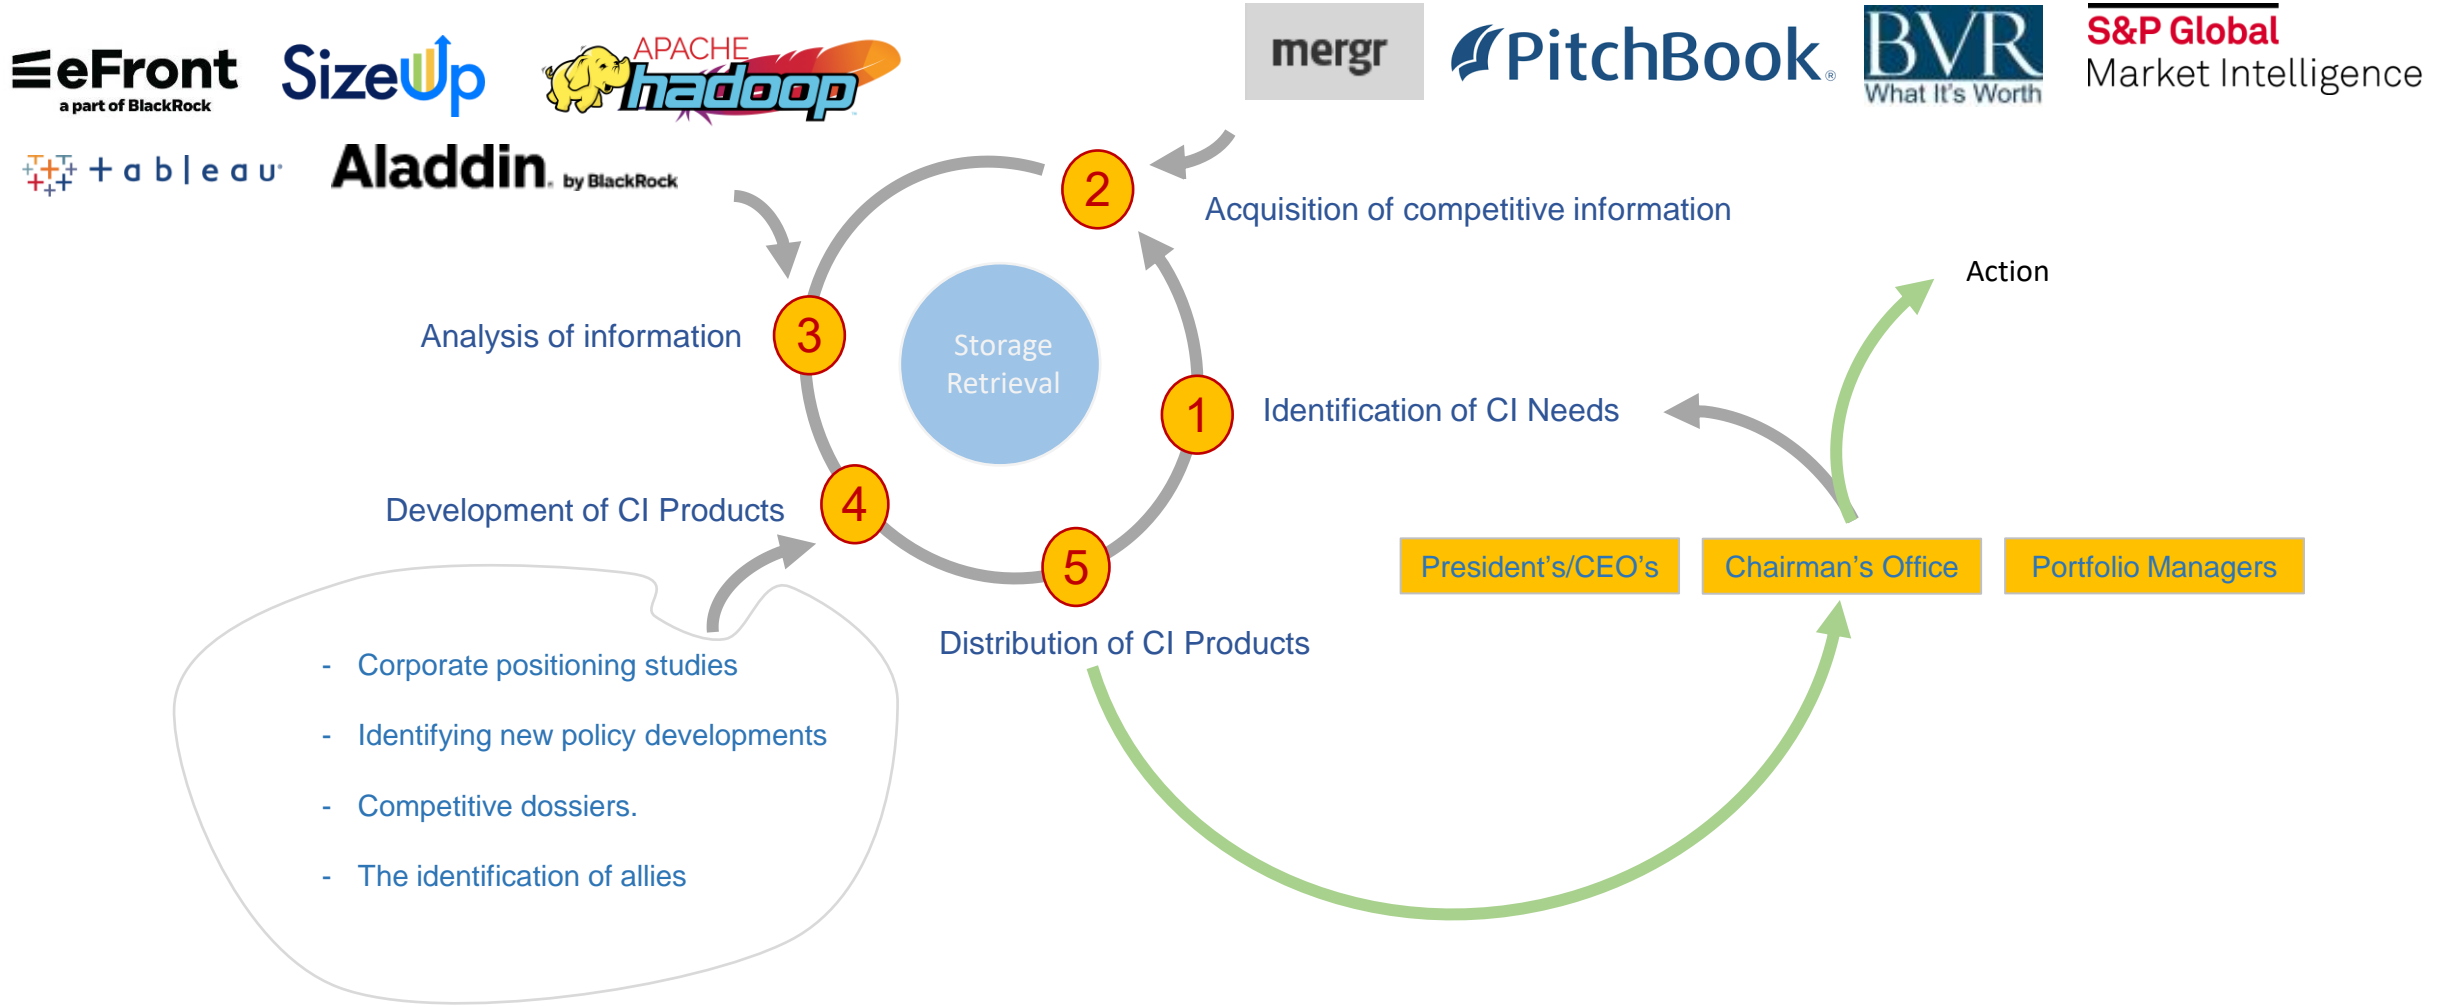 eFront
a part of BlackRock
SizeUp
APACHE
hadoop
mergr
PitchBook®
BVR
What It's Worth
S&P Global
Market Intelligence
+ableau
Aladdin® by BlackRock
2
Acquisition of competitive information
Action
3
Analysis of information
Storage
Retrieval
1
Identification of CI Needs
4
Development of CI Products
5
Distribution of CI Products
President's/CEO's
Chairman's Office
Portfolio Managers
- Corporate positioning studies
- Identifying new policy developments
- Competitive dossiers.
- The identification of allies